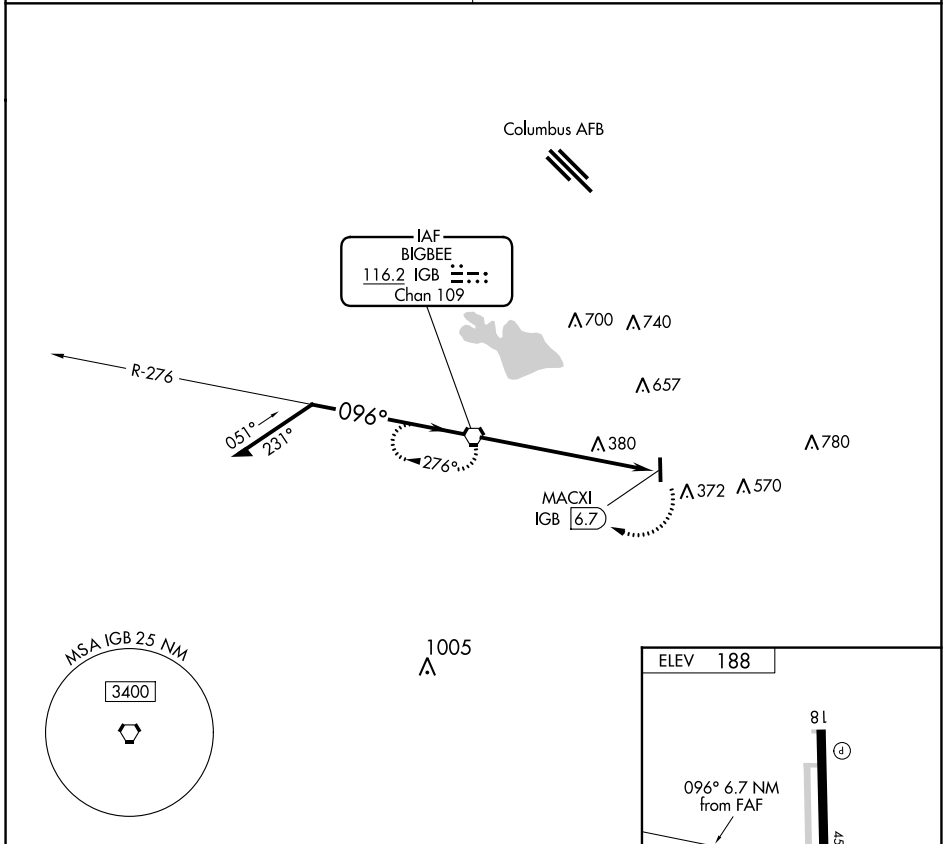 Columbus AFB
IAF
BIGBEE
116.2 IGB
Chan 109
700
740
R-276
657
096°
051°
231°
276°
380
780
MACXI
IGB 6.7
372
570
MSA IGB 25 NM
3400
1005
ELEV 188
18
P
096° 6.7 NM
from FAF